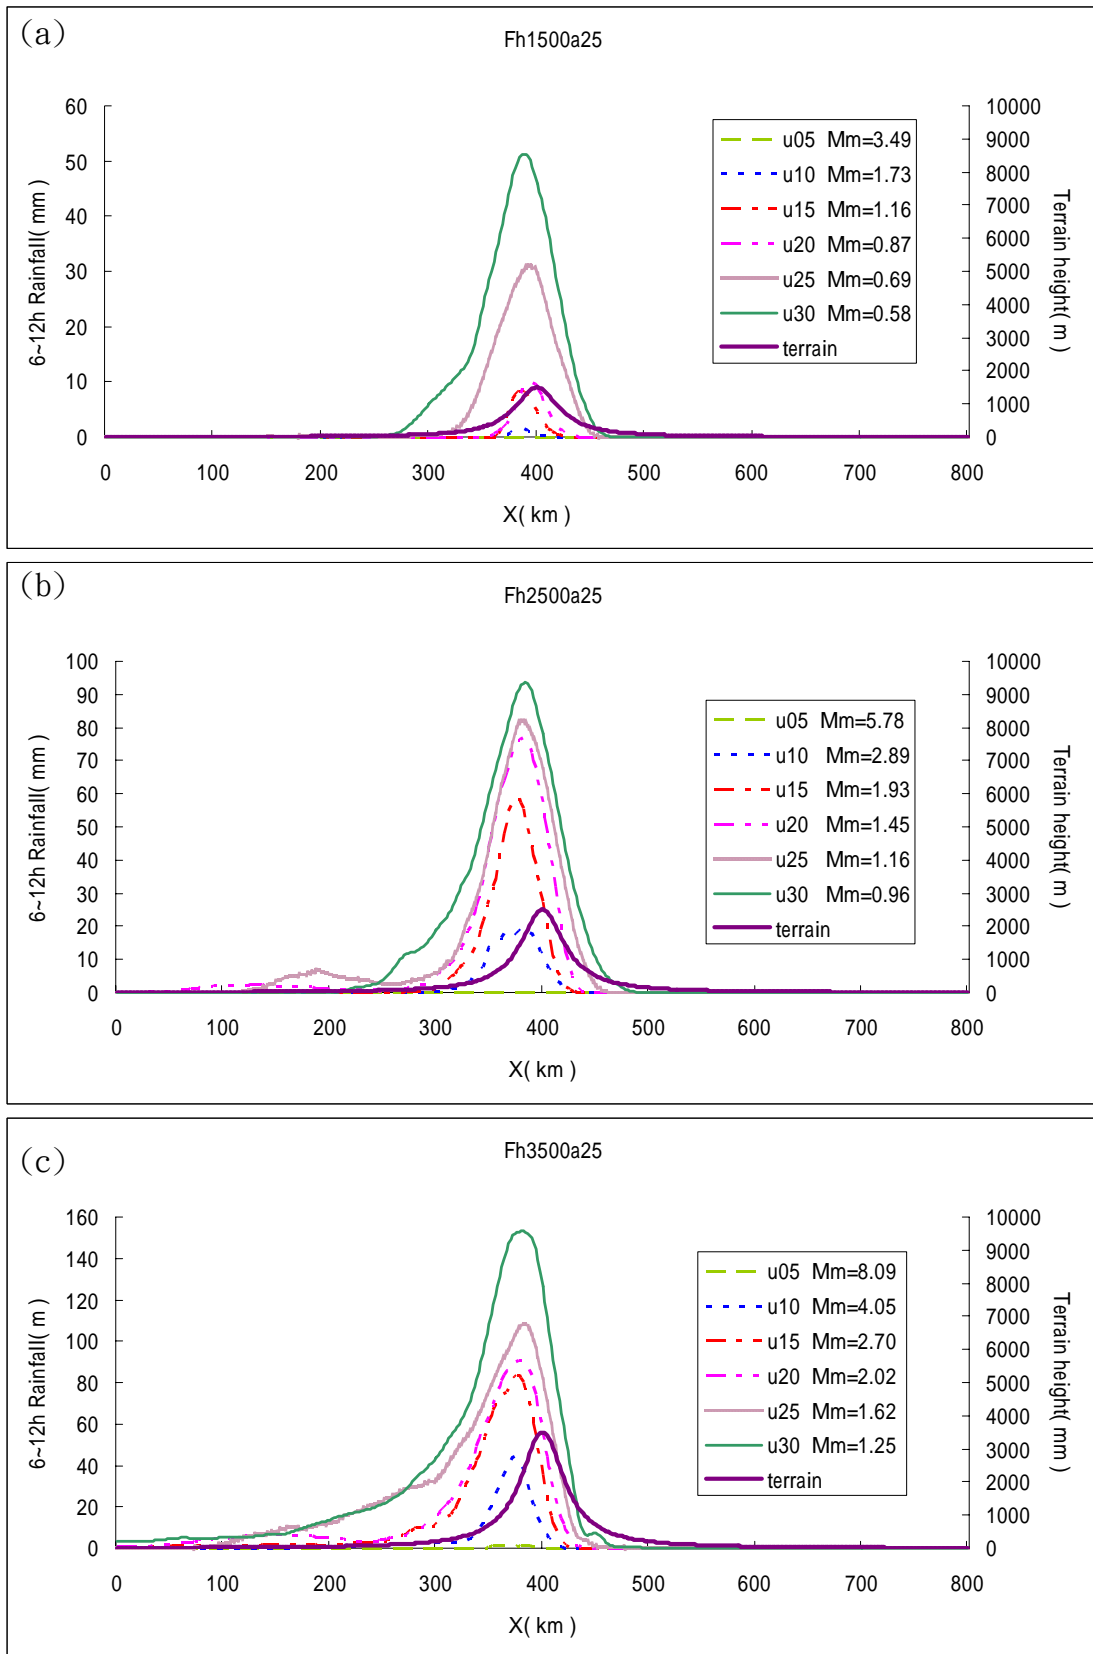 (a)
Fh1500a25
60
50
40
30
20
10
0
6~12h Rainfall( mm )
10000
9000
8000
7000
6000
5000
4000
3000
2000
1000
0
Terrain height( m )
u05 Mm=3.49
u10 Mm=1.73
u15 Mm=1.16
u20 Mm=0.87
u25 Mm=0.69
u30 Mm=0.58
terrain
0 100 200 300 400 500 600 700 800
X( km )
(b)
Fh2500a25
100
90
80
70
60
50
40
30
20
10
0
6~12h Rainfall( mm )
10000
9000
8000
7000
6000
5000
4000
3000
2000
1000
0
Terrain height( m )
u05 Mm=5.78
u10 Mm=2.89
u15 Mm=1.93
u20 Mm=1.45
u25 Mm=1.16
u30 Mm=0.96
terrain
0 100 200 300 400 500 600 700 800
X( km )
(c)
Fh3500a25
160
140
120
100
80
60
40
20
0
6~12h Rainfall( m )
10000
9000
8000
7000
6000
5000
4000
3000
2000
1000
0
Terrain height( mm )
u05 Mm=8.09
u10 Mm=4.05
u15 Mm=2.70
u20 Mm=2.02
u25 Mm=1.62
u30 Mm=1.25
terrain
0 100 200 300 400 500 600 700 800
X( km )